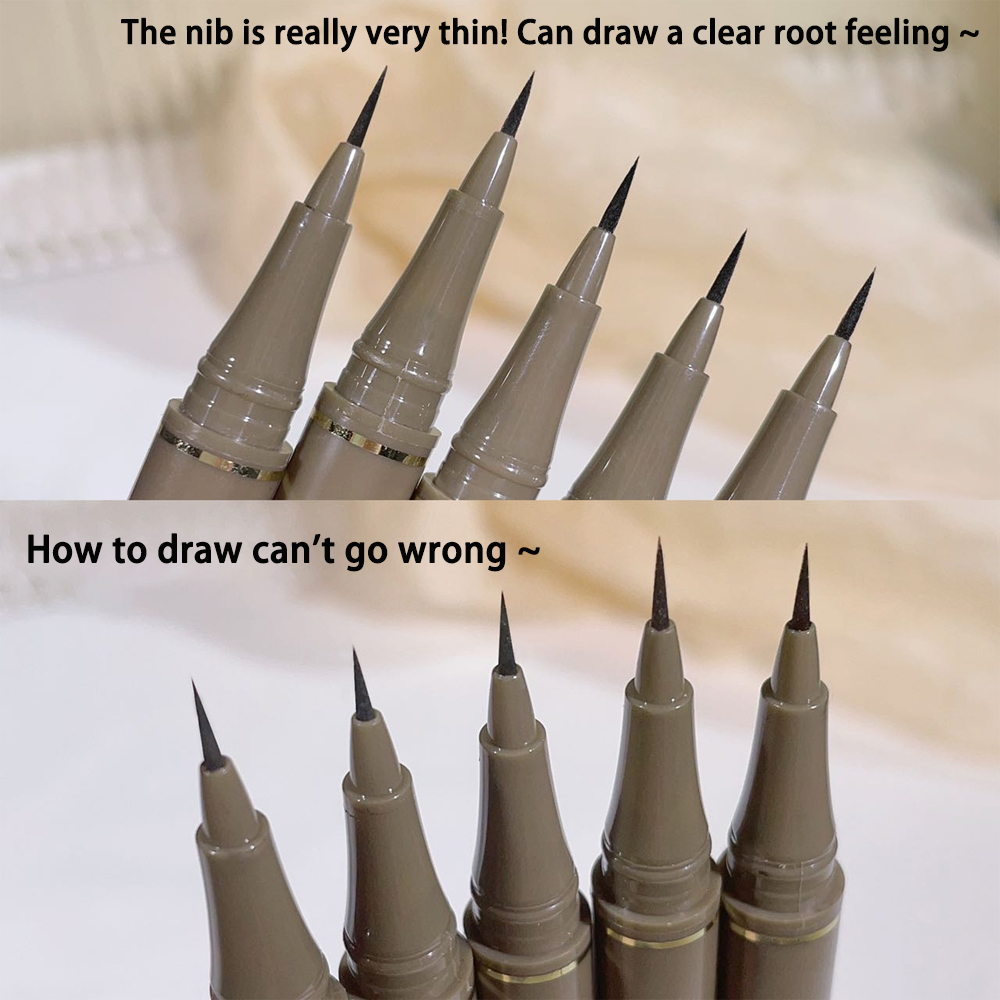 The nib is really very thin! Can draw a clear root feeling ~
How to draw can't go wrong ~